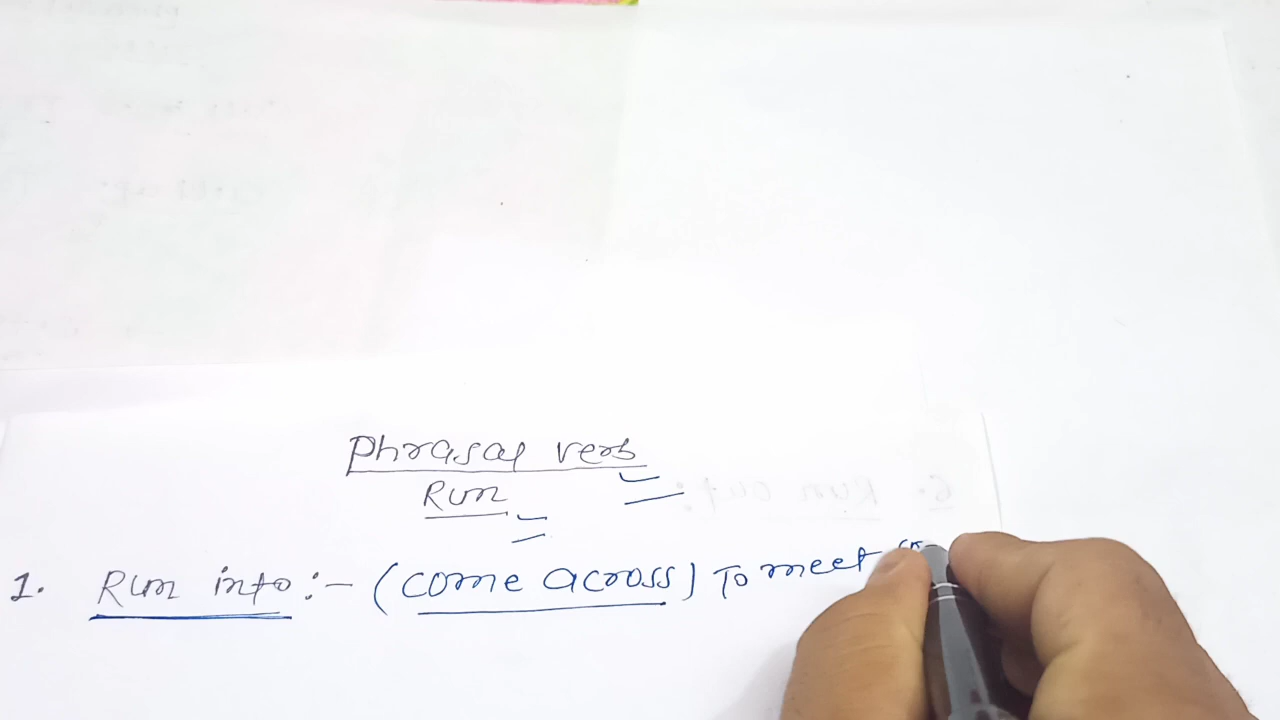 Phrasal verb
Run
1. Run into:- (come across) To meet